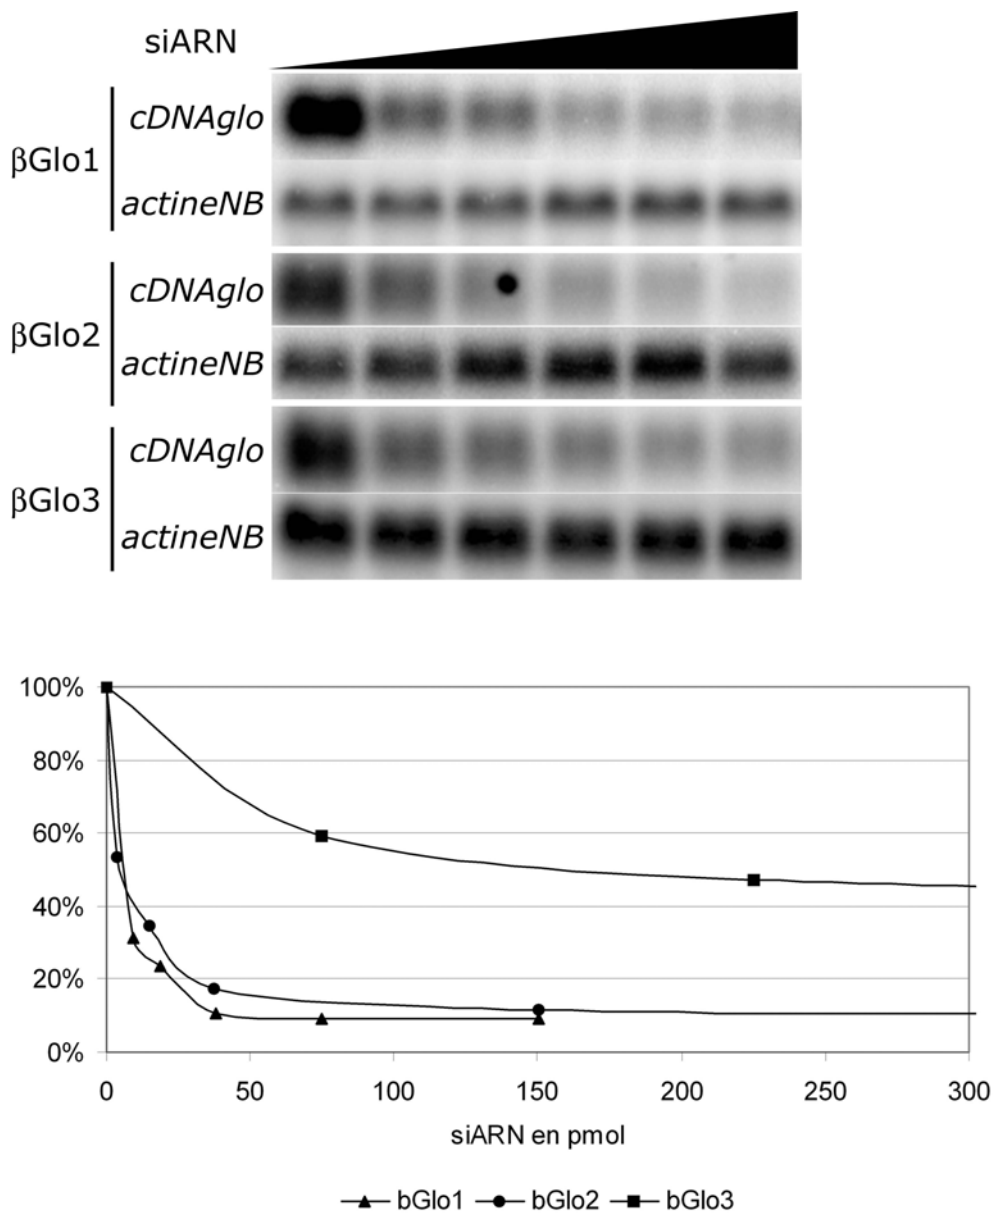 siARN
βGlo1
cDNAglo
actineNB
βGlo2
cDNAglo
actineNB
βGlo3
cDNAglo
actineNB
100%
80%
60%
40%
20%
0%
0 50 100 150 200 250 300
siARN en pmol
bGlo1 bGlo2 bGlo3